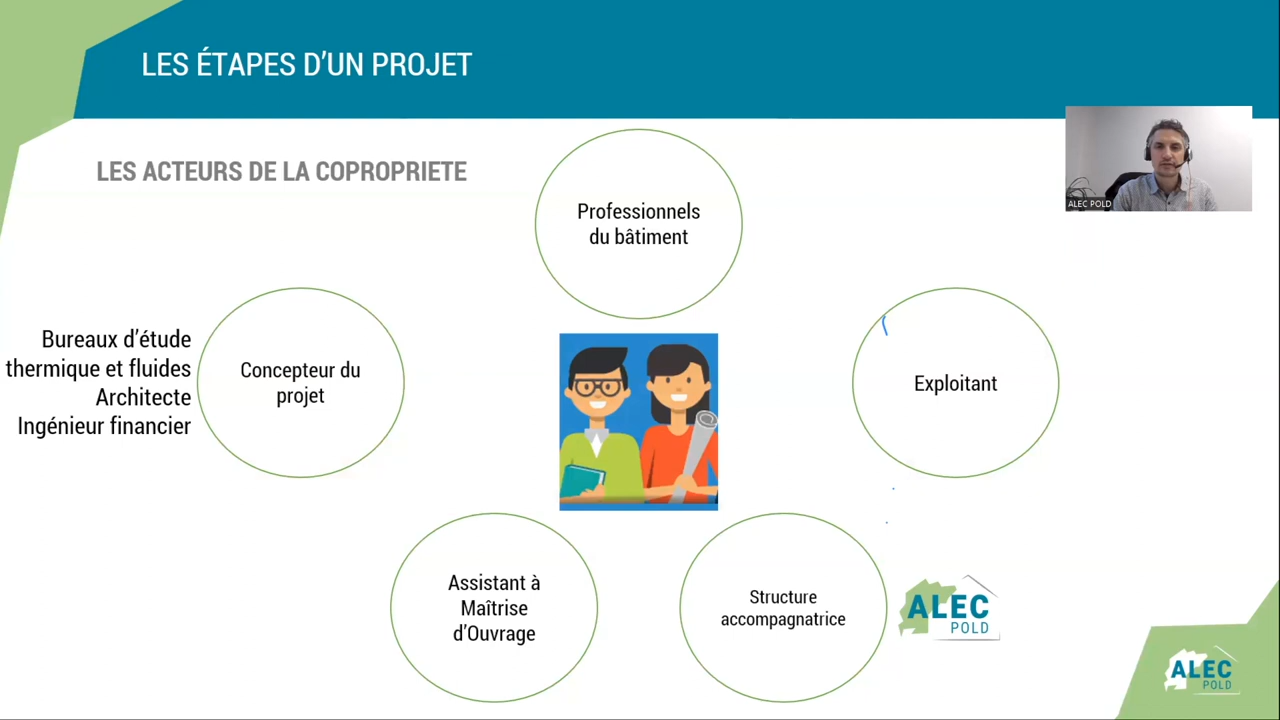 LES ÉTAPES D'UN PROJET
LES ACTEURS DE LA COPROPRIETE
ALEC POLD
Professionnels
du bâtiment
Bureaux d'étude
thermique et fluides
Architecte
Ingénieur financier
Concepteur du
projet
Exploitant
Assistant à
Maîtrise
d'Ouvrage
Structure
accompagnatrice
ALEC
POLD
ALEC
POLD